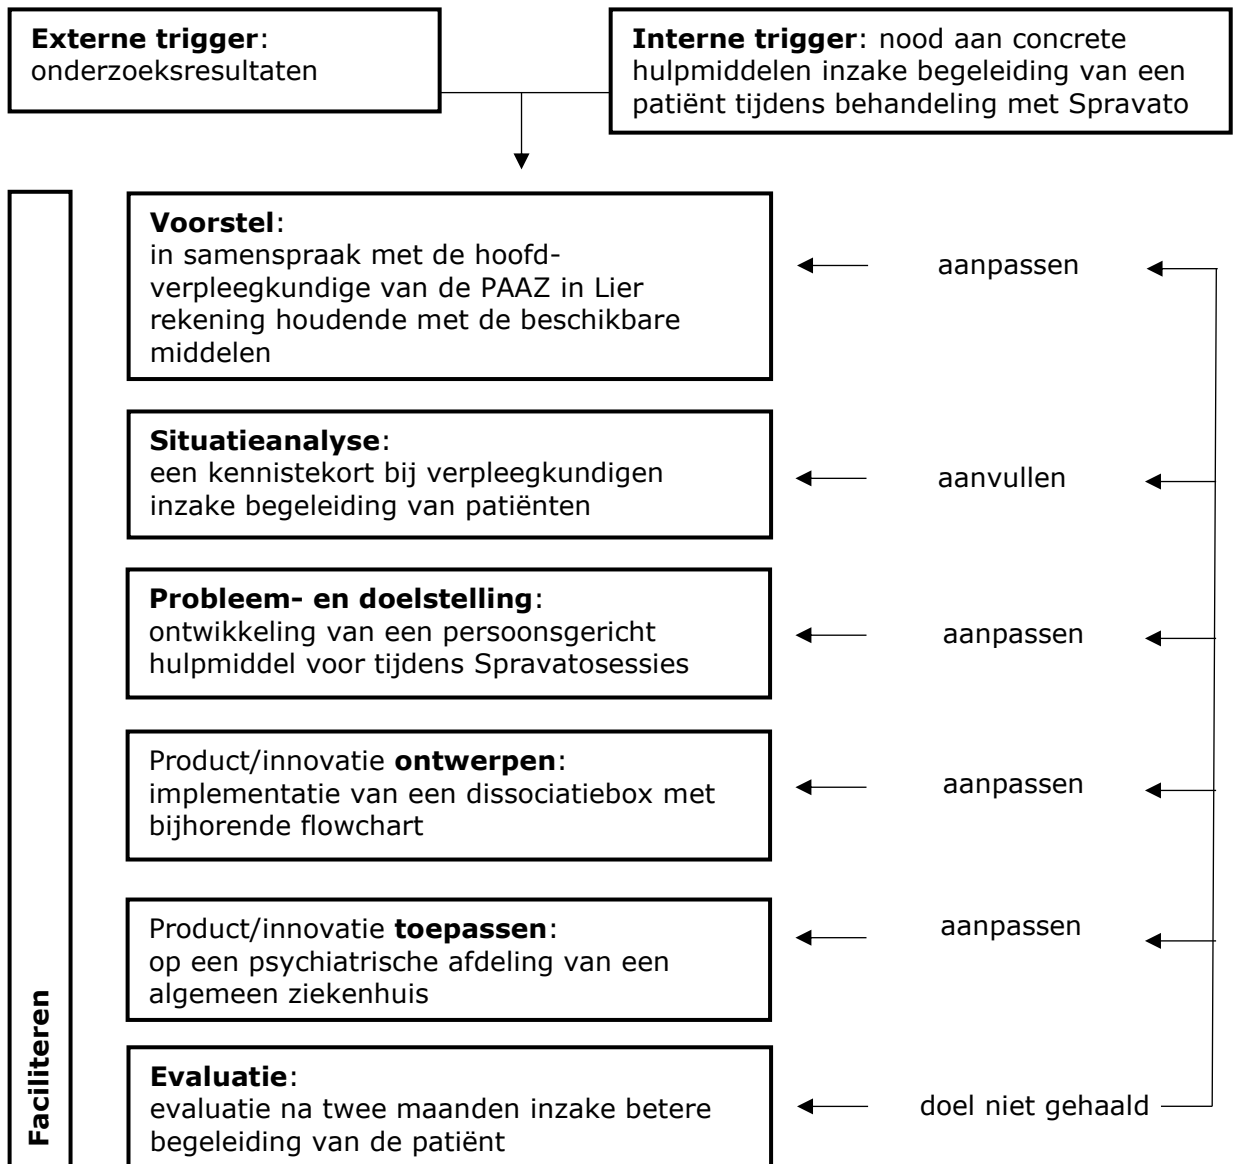 Externe trigger:
onderzoeksresultaten
Interne trigger: nood aan concrete
hulpmiddelen inzake begeleiding van een
patiënt tijdens behandeling met Spravato
Voorstel:
in samenspraak met de hoofd-
verpleegkundige van de PAAZ in Lier
rekening houdende met de beschikbare
middelen
aanpassen
Situatieanalyse:
een kennistekort bij verpleegkundigen
inzake begeleiding van patiënten
aanvullen
Probleem- en doelstelling:
ontwikkeling van een persoonsgericht
hulpmiddel voor tijdens Spravatosessies
aanpassen
Product/innovatie ontwerpen:
implementatie van een dissociatiebox met
bijhorende flowchart
aanpassen
Product/innovatie toepassen:
op een psychiatrische afdeling van een
algemeen ziekenhuis
aanpassen
Evaluatie:
evaluatie na twee maanden inzake betere
begeleiding van de patiënt
doel niet gehaald
Faciliteren